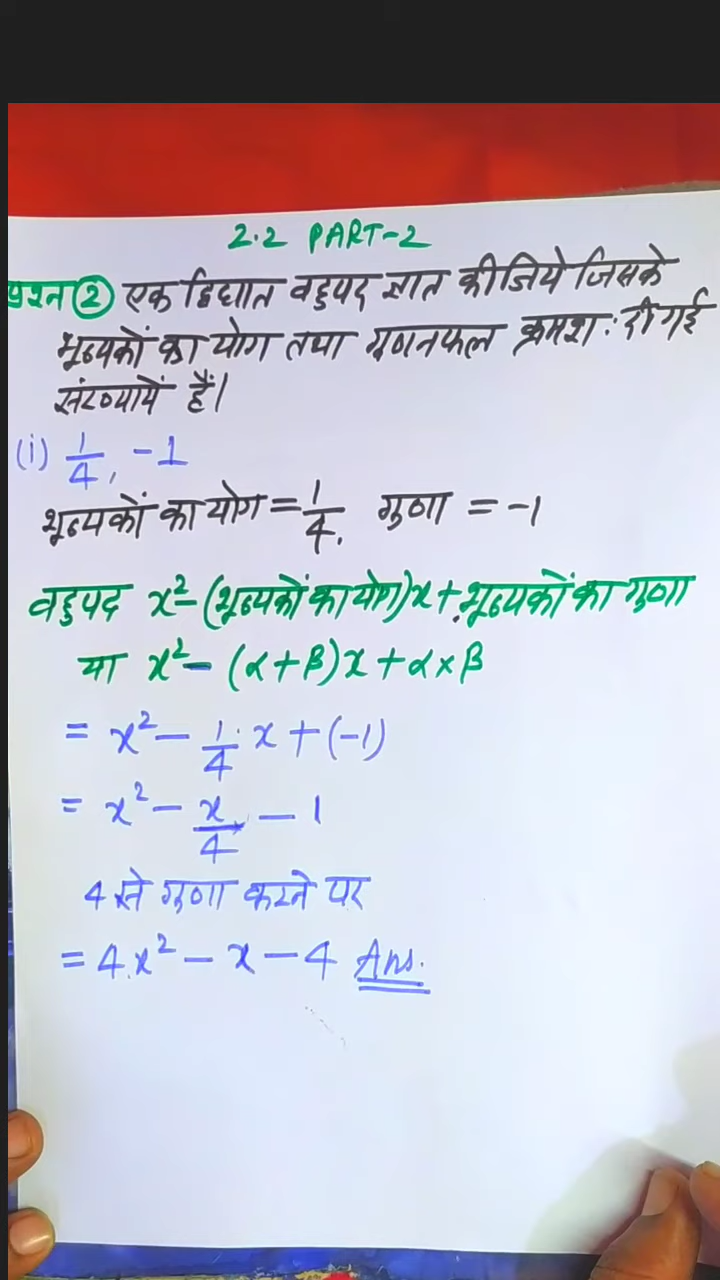 2.2 PART-2
प्रश्न ② एक द्विघात बहुपद ज्ञात कीजिये जिसके
शून्यकों का योग तथा गुणनफल क्रमश: दी गई
संख्यायें हैं।
(i) 1/4, -1
शून्यकों का योग = 1/4, गुणा = -1
बहुपद x² - (शून्यकों का योग)x + शून्यकों का गुणा
या x² - (α + β)x + α × β
= x² - 1/4 x + (-1)
= x² - x/4 - 1
4 से गुणा करने पर
= 4x² - x - 4 Ans.